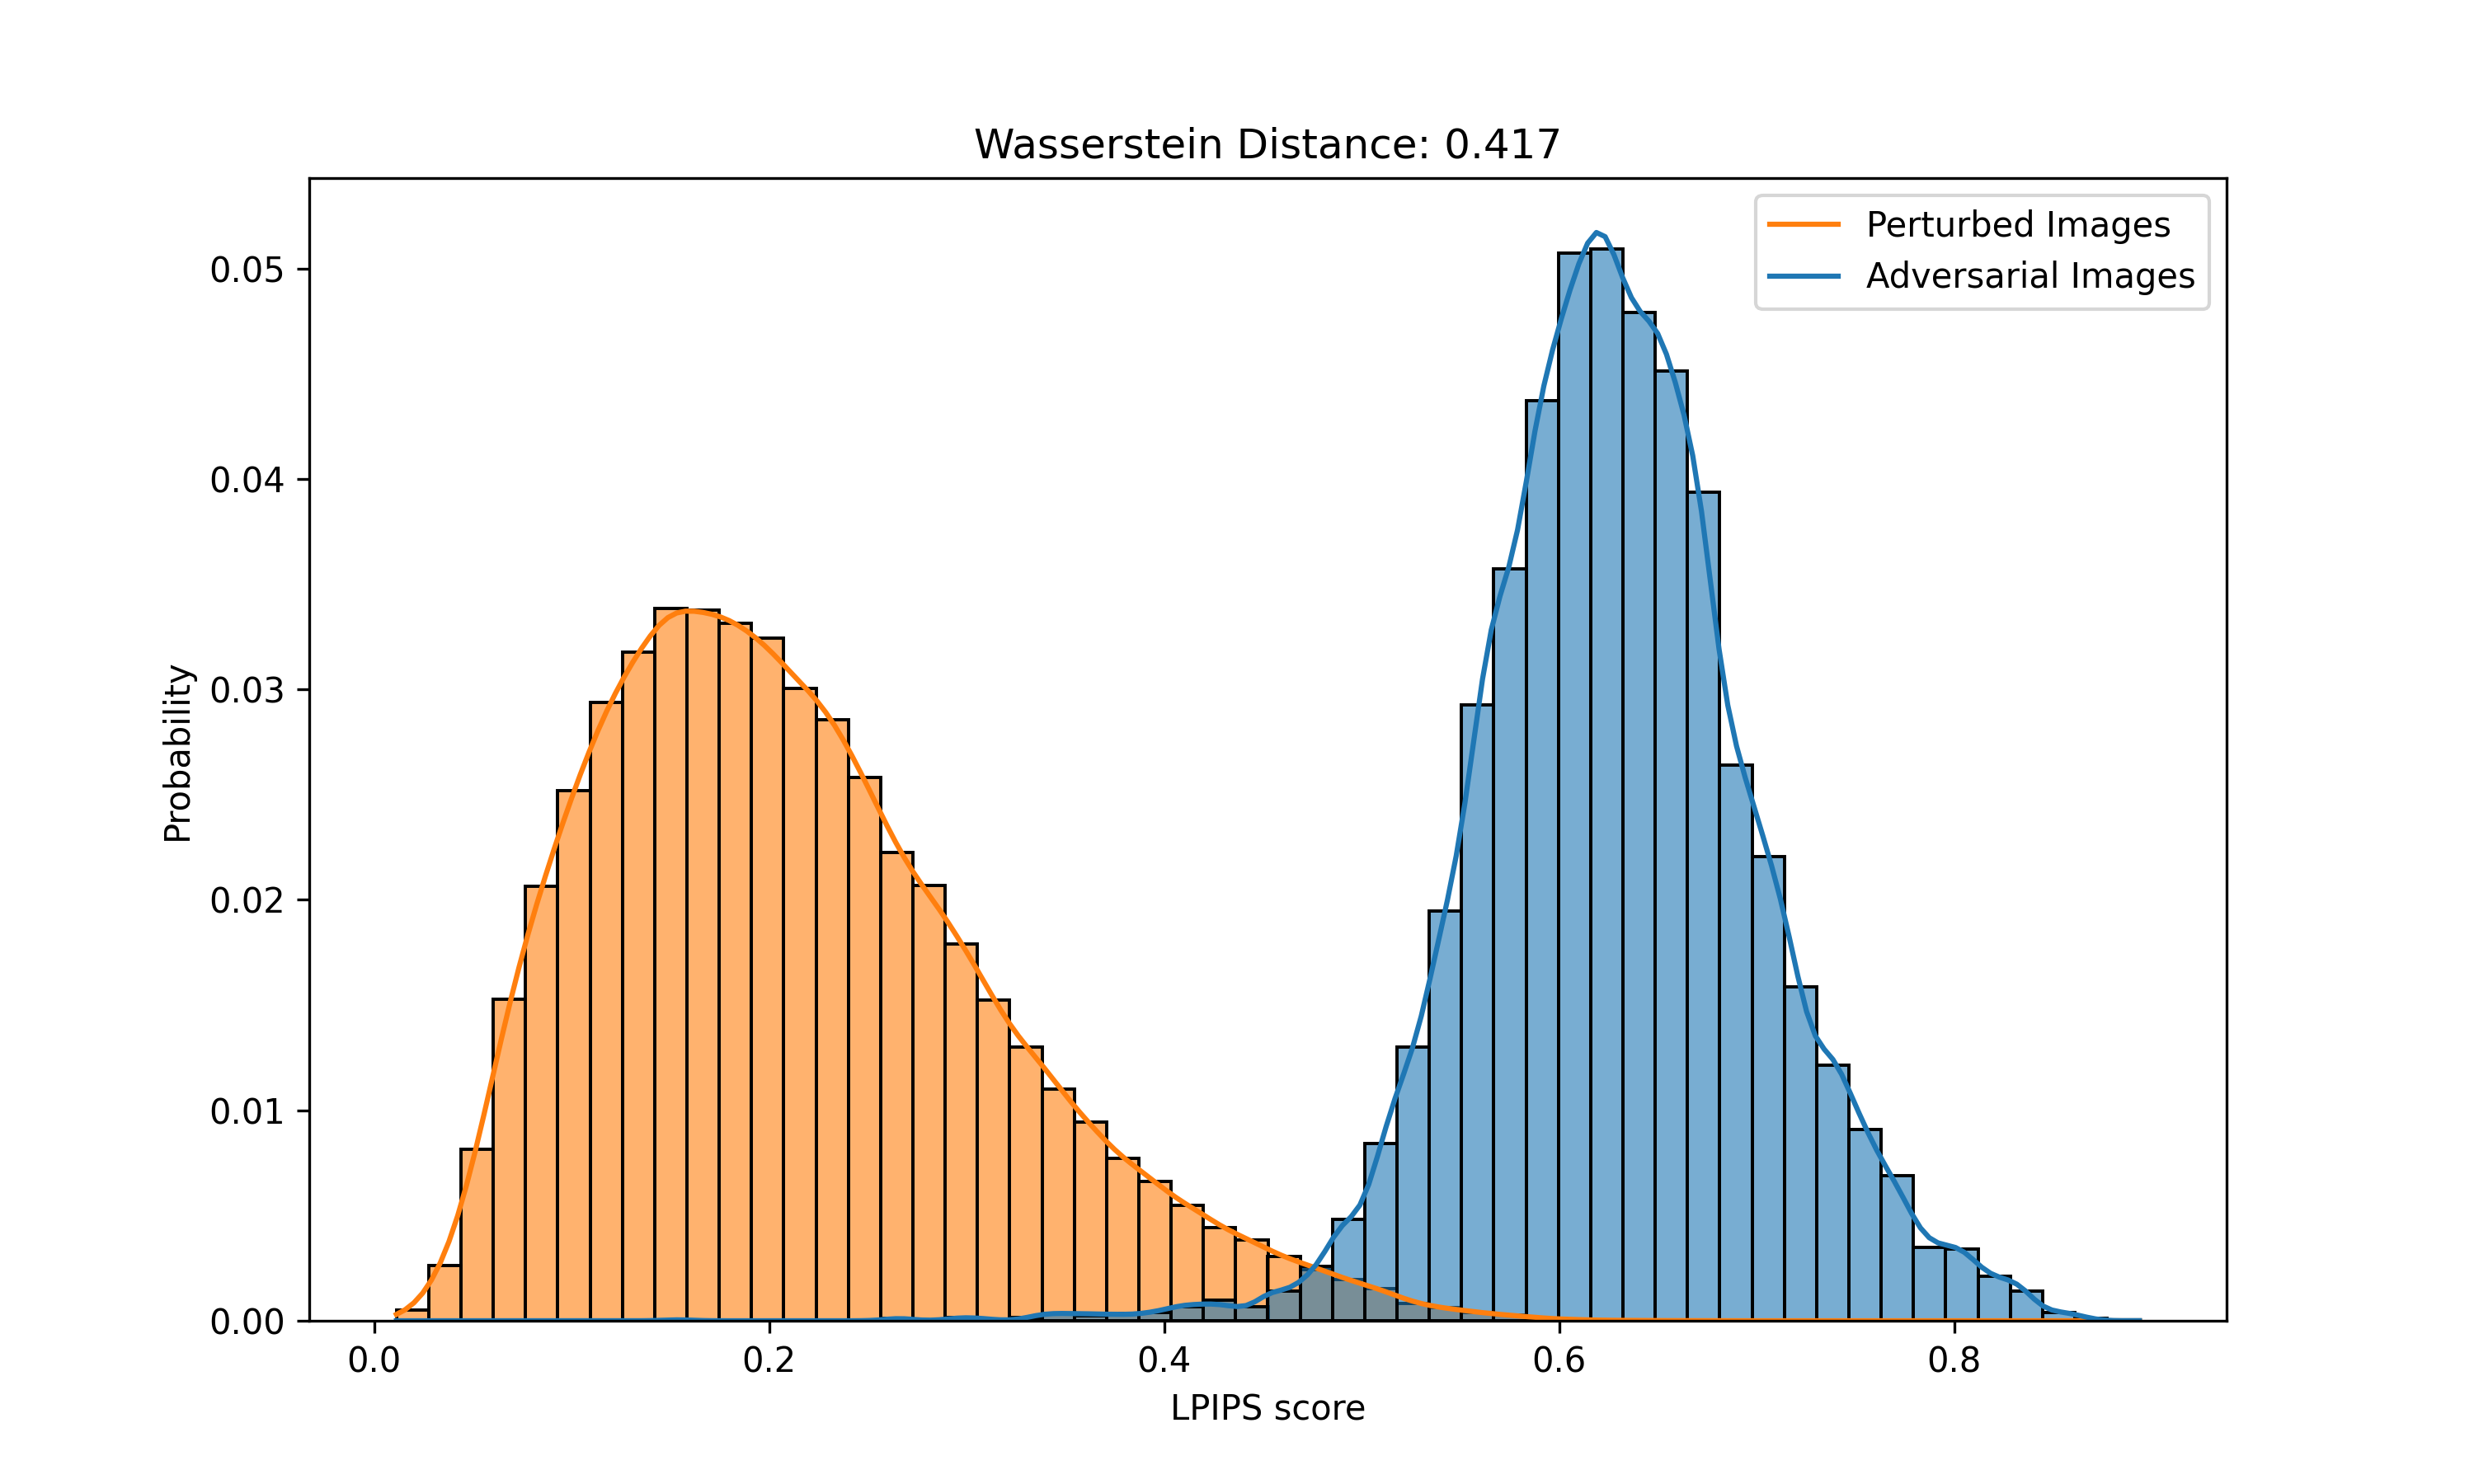 Wasserstein Distance: 0.417
Perturbed Images
Adversarial Images
Probability
0.05
0.04
0.03
0.02
0.01
0.00
0.0 0.2 0.4 0.6 0.8
LPIPS score